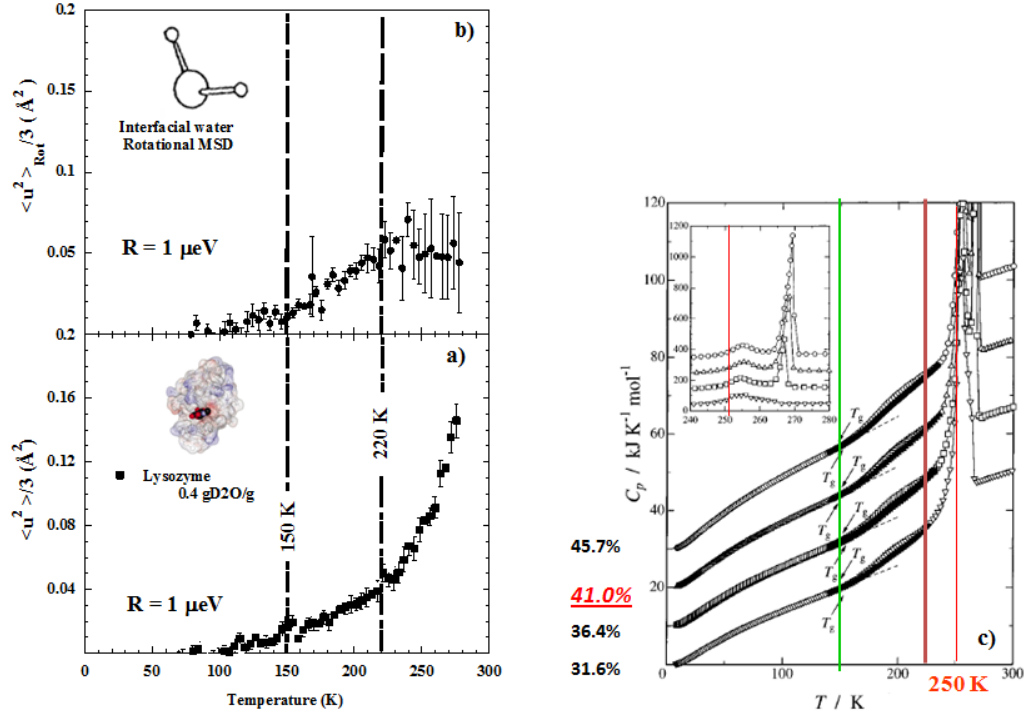 0.2
b)
0.15
Interfacial water
Rotational MSD
<u²>Rot/3 ( Å²)
0.1
R = 1 µeV
0.05
0.2
a)
0.16
220 K
Lysozyme
0.4 gD2O/g
0.12
<u²>/3 (Å²)
150 K
0.08
R = 1 µeV
0.04
0 50 100 150 200 250 300
Temperature (K)
120
1200
1000
100
800
600
80
400
200
0
240 250 260 270 280
Tg
60
Cp / kJ K⁻¹ mol⁻¹
Tg
Tg
40
Tg
Tg
Tg
20
Tg
Tg
0
45.7%
41.0%
36.4%
31.6%
c)
0 100 200 300
250 K
T / K